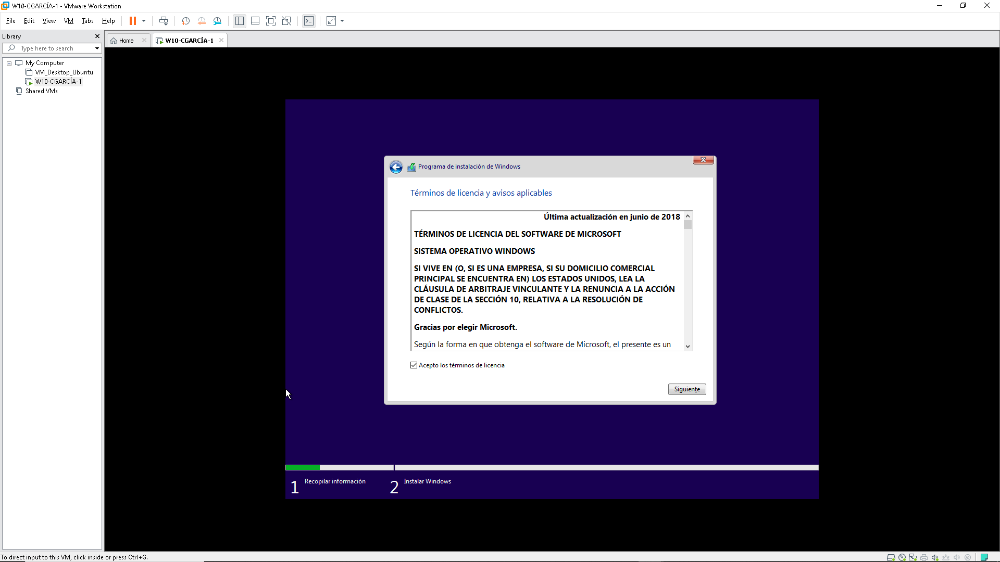 W10-CGARCÍA-1 - VMware Workstation
File Edit View VM Tabs Help
Library
Type here to search
My Computer
VM_Desktop_Ubuntu
W10-CGARCÍA-1
Shared VMs
Home
W10-CGARCÍA-1
Programa de instalación de Windows
Términos de licencia y avisos aplicables
Última actualización en junio de 2018
TÉRMINOS DE LICENCIA DEL SOFTWARE DE MICROSOFT
SISTEMA OPERATIVO WINDOWS
SI VIVE EN (O, SI ES UNA EMPRESA, SI SU DOMICILIO COMERCIAL
PRINCIPAL SE ENCUENTRA EN) LOS ESTADOS UNIDOS, LEA LA
CLÁUSULA DE ARBITRAJE VINCULANTE Y LA RENUNCIA A LA ACCIÓN
DE CLASE DE LA SECCIÓN 10, RELATIVA A LA RESOLUCIÓN DE
CONFLICTOS.
Gracias por elegir Microsoft.
Según la forma en que obtenga el software de Microsoft, el presente es un
Acepto los términos de licencia
Siguiente
1 Recopilar información
2 Instalar Windows
To direct input to this VM, click inside or press Ctrl+G.